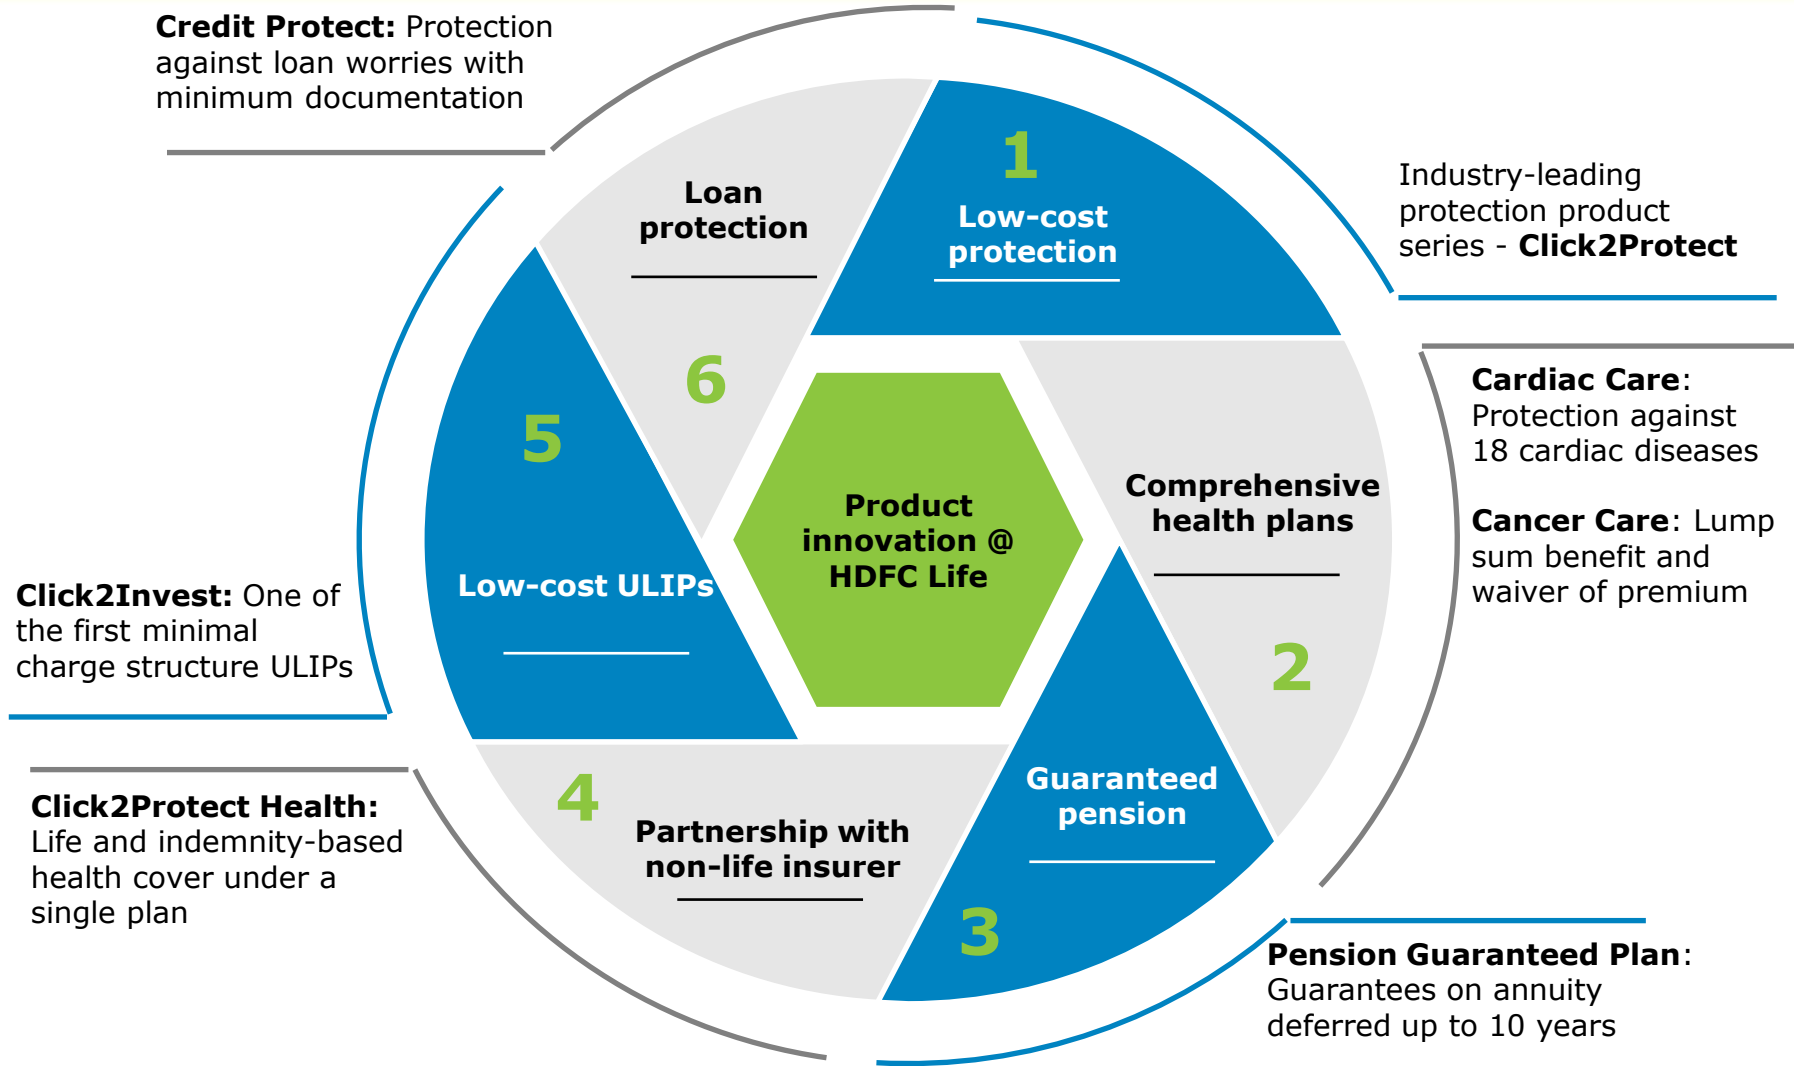 Credit Protect: Protection
against loan worries with
minimum documentation
1
Low-cost
protection
Industry-leading
protection product
series - Click2Protect
Loan
protection
6
Cardiac Care:
Protection against
18 cardiac diseases
Cancer Care: Lump
sum benefit and
waiver of premium
Comprehensive
health plans
2
Product
innovation @
HDFC Life
5
Low-cost ULIPs
Click2Invest: One of
the first minimal
charge structure ULIPs
Guaranteed
pension
3
Pension Guaranteed Plan:
Guarantees on annuity
deferred up to 10 years
4
Partnership with
non-life insurer
Click2Protect Health:
Life and indemnity-based
health cover under a
single plan